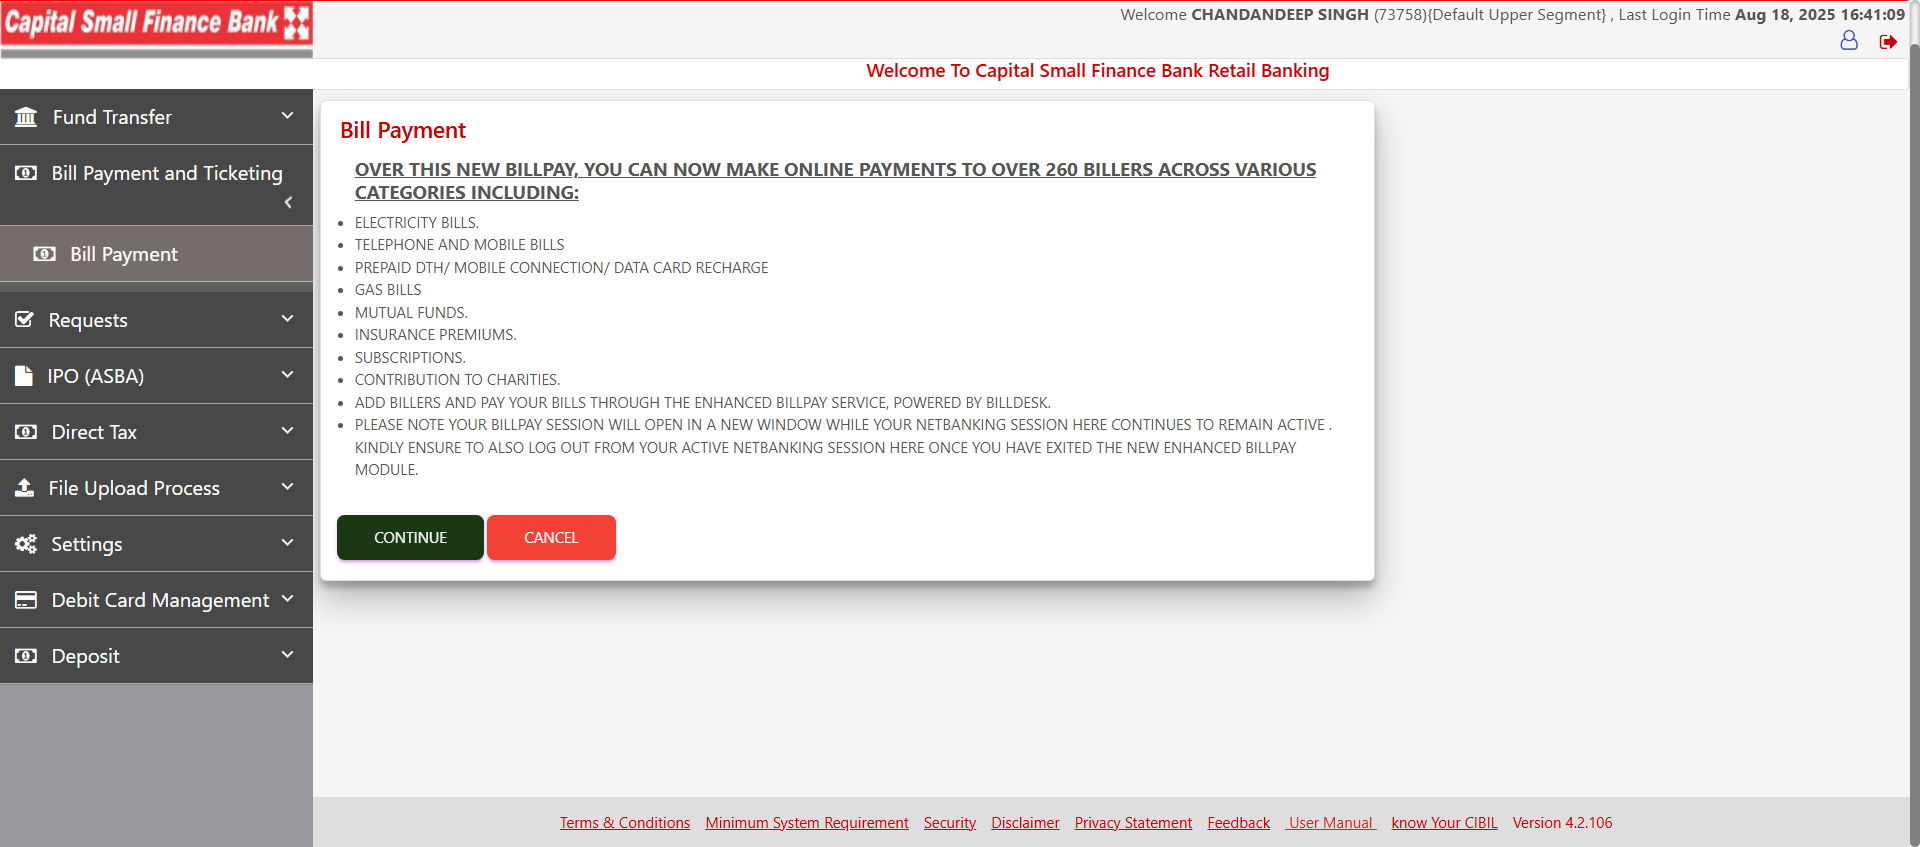 Capital Small Finance Bank
Welcome CHANDANDEEP SINGH (73758){Default Upper Segment} , Last Login Time Aug 18, 2025 16:41:09
Welcome To Capital Small Finance Bank Retail Banking
Fund Transfer
Bill Payment and Ticketing
Bill Payment
Requests
IPO (ASBA)
Direct Tax
File Upload Process
Settings
Debit Card Management
Deposit
Bill Payment
OVER THIS NEW BILLPAY, YOU CAN NOW MAKE ONLINE PAYMENTS TO OVER 260 BILLERS ACROSS VARIOUS
CATEGORIES INCLUDING:
ELECTRICITY BILLS.
TELEPHONE AND MOBILE BILLS
PREPAID DTH/ MOBILE CONNECTION/ DATA CARD RECHARGE
GAS BILLS
MUTUAL FUNDS.
INSURANCE PREMIUMS.
SUBSCRIPTIONS.
CONTRIBUTION TO CHARITIES.
ADD BILLERS AND PAY YOUR BILLS THROUGH THE ENHANCED BILLPAY SERVICE, POWERED BY BILLDESK.
PLEASE NOTE YOUR BILLPAY SESSION WILL OPEN IN A NEW WINDOW WHILE YOUR NETBANKING SESSION HERE CONTINUES TO REMAIN ACTIVE .
KINDLY ENSURE TO ALSO LOG OUT FROM YOUR ACTIVE NETBANKING SESSION HERE ONCE YOU HAVE EXITED THE NEW ENHANCED BILLPAY
MODULE.
CONTINUE CANCEL
Terms & Conditions Minimum System Requirement Security Disclaimer Privacy Statement Feedback User Manual know Your CIBIL Version 4.2.106